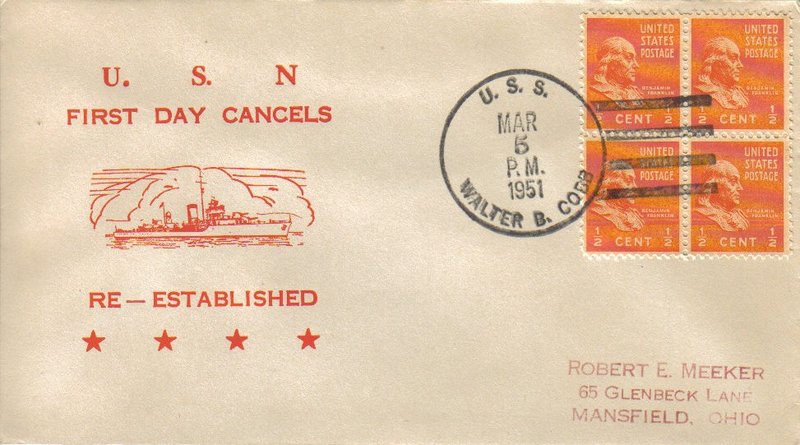 U. S. N
FIRST DAY CANCELS
RE — ESTABLISHED
U. S. S.
MAR
5
P.M.
1951
WALTER B. COBB
UNITED
STATES
POSTAGE
BENJAMIN
FRANKLIN
1/2 CENT 1/2
UNITED
STATES
POSTAGE
BENJAMIN
FRANKLIN
1/2 CENT 1/2
UNITED
STATES
POSTAGE
BENJAMIN
FRANKLIN
1/2 CENT 1/2
UNITED
STATES
POSTAGE
BENJAMIN
FRANKLIN
1/2 CENT 1/2
ROBERT E. MEEKER
65 GLENBECK LANE
MANSFIELD, OHIO